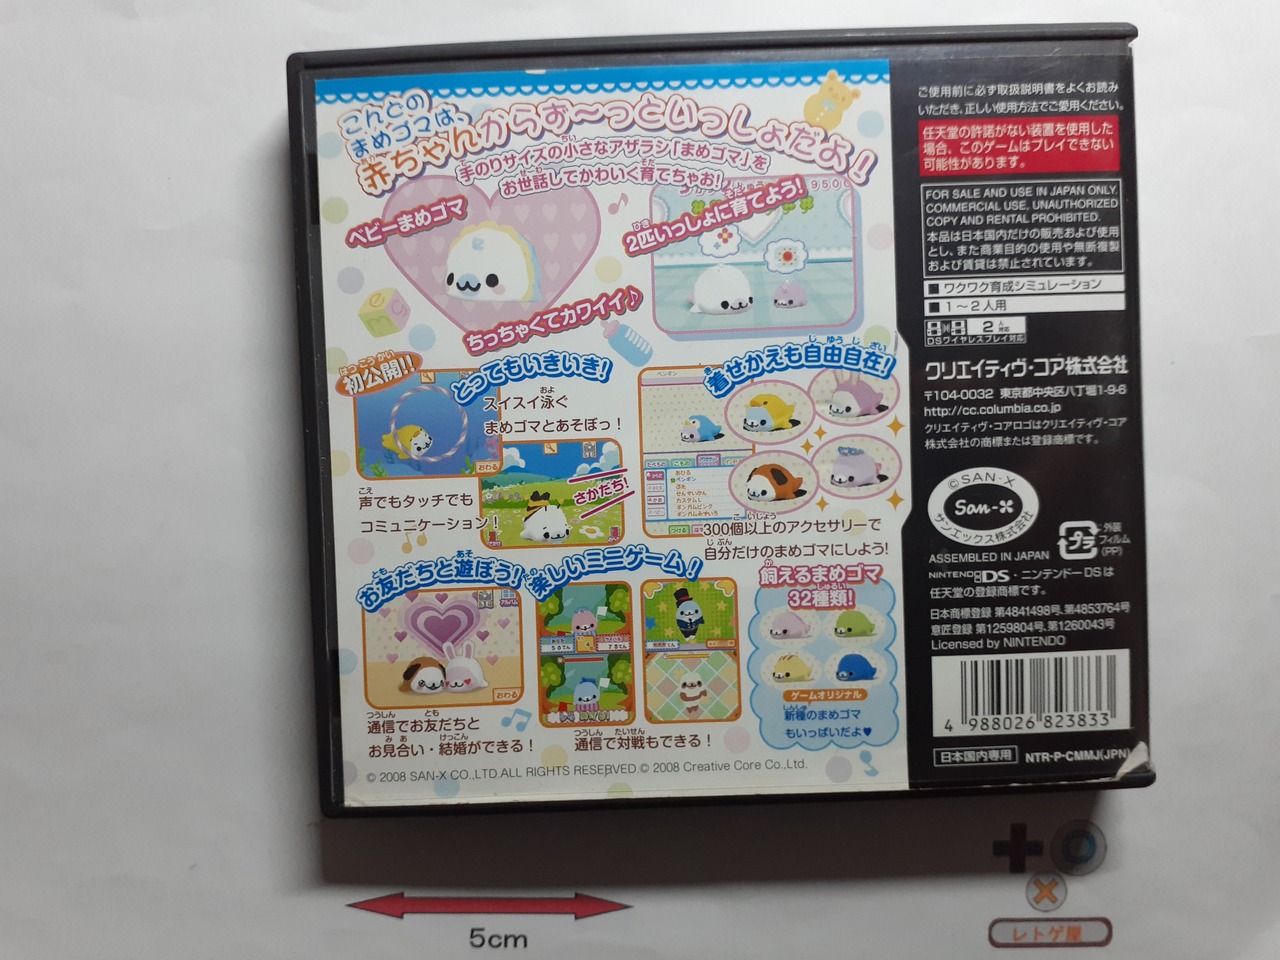 こんどの
まめゴマは、
赤ちゃんからず〜っといっしょだよ！
手のりサイズの小さなアザラシ「まめゴマ」を
お世話してかわいく育てちゃお!
ベビーまめゴマ
ちっちゃくてカワイイ♪
2匹いっしょに育てよう!
初公開!!
とってもいきいき!
スイスイ泳ぐ
まめゴマとあそぼっ！
おわる
声でもタッチでも
コミュニケーション！
さかだち!
着せかえも自由自在!
ペンギン
300個以上のアクセサリーで
自分だけのまめゴマにしよう!
お友だちと遊ぼう!
アルバム
おわる
通信でお友だちと
お見合い・結婚ができる！
楽しいミニゲーム！
通信で対戦もできる！
飼えるまめゴマ
32種類!
ゲームオリジナル
新種のまめゴマ
もいっぱいだよ♥
© 2008 SAN-X CO.,LTD.ALL RIGHTS RESERVED.© 2008 Creative Core Co.,Ltd.
ご使用前に必ず取扱説明書をよくお読み
いただき、正しい使用方法でご愛用ください。
任天堂の許諾がない装置を使用した
場合、このゲームはプレイできない
可能性があります。
FOR SALE AND USE IN JAPAN ONLY.
COMMERCIAL USE, UNAUTHORIZED
COPY AND RENTAL PROHIBITED.
本品は日本国内だけの販売および使用
とし、また商業目的の使用や無断複製
および賃貸は禁止されています。
■ ワクワク育成シミュレーション
■ 1〜2人用
2人対応
DSワイヤレスプレイ対応
クリエイティヴ・コア株式会社
〒104-0032 東京都中央区八丁堀1-9-6
http://cc.columbia.co.jp
クリエイティヴ・コアロゴはクリエイティヴ・コア
株式会社の商標または登録商標です。
©SAN-X
San-X
サンエックス株式会社
プラ
外装
フィルム
(PP)
ASSEMBLED IN JAPAN
NINTENDO DS・ニンテンドーDSは
任天堂の登録商標です。
日本商標登録 第4841498号、第4853764号
意匠登録 第1259804号、第1260043号
Licensed by NINTENDO
4 988026 823833
日本国内専用 NTR-P-CMMJ(JPN)
5cm
レトゲ屋